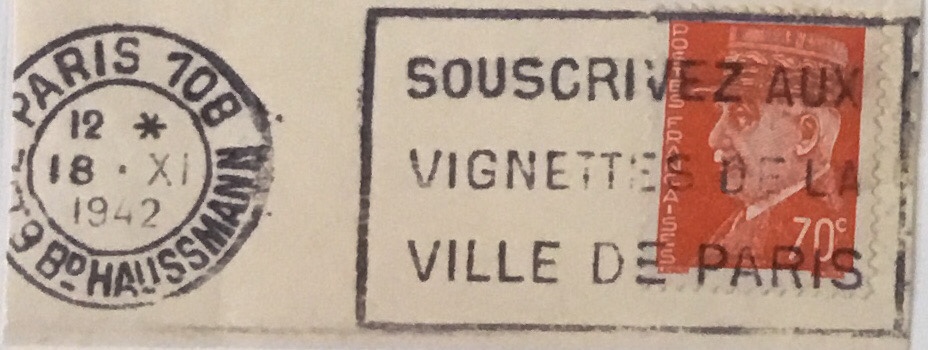 PARIS 108
12 *
18 · XI
1942
Bᴰ HAUSSMANN
SOUSCRIVEZ AUX
VIGNETTES DE LA
VILLE DE PARIS
POSTES FRANÇAISES
70c